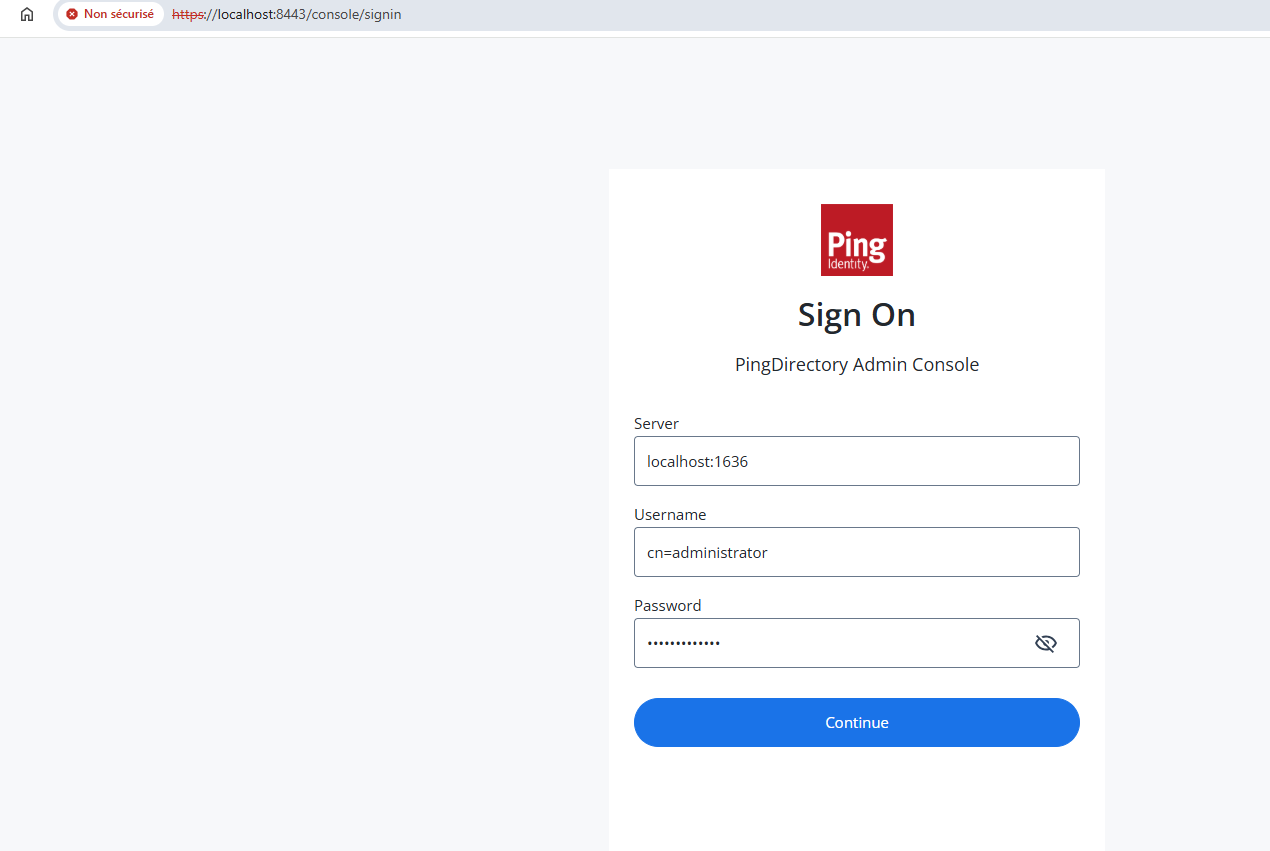 Non sécurisé https://localhost:8443/console/signin
Ping
Identity.
Sign On
PingDirectory Admin Console
Server
localhost:1636
Username
cn=administrator
Password
•••••••••••••
Continue